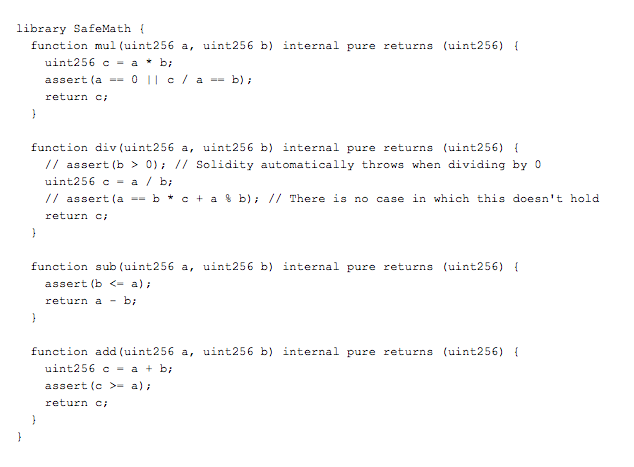 library SafeMath {
  function mul(uint256 a, uint256 b) internal pure returns (uint256) {
    uint256 c = a * b;
    assert(a == 0 || c / a == b);
    return c;
  }

  function div(uint256 a, uint256 b) internal pure returns (uint256) {
    // assert(b > 0); // Solidity automatically throws when dividing by 0
    uint256 c = a / b;
    // assert(a == b * c + a % b); // There is no case in which this doesn't hold
    return c;
  }

  function sub(uint256 a, uint256 b) internal pure returns (uint256) {
    assert(b <= a);
    return a - b;
  }

  function add(uint256 a, uint256 b) internal pure returns (uint256) {
    uint256 c = a + b;
    assert(c >= a);
    return c;
  }
}